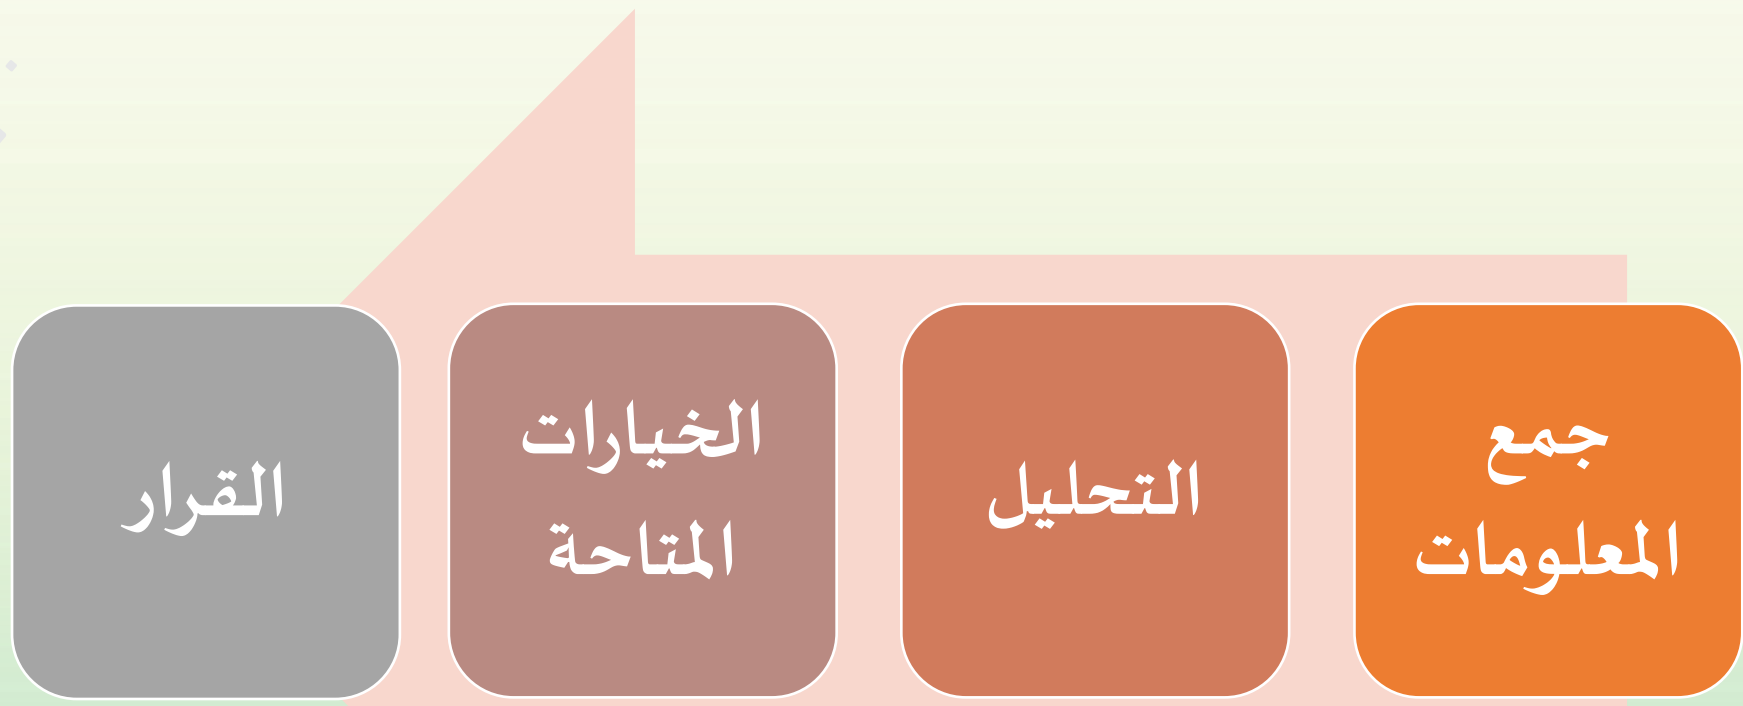 جمع
المعلومات
التحليل
الخيارات
المتاحة
القرار